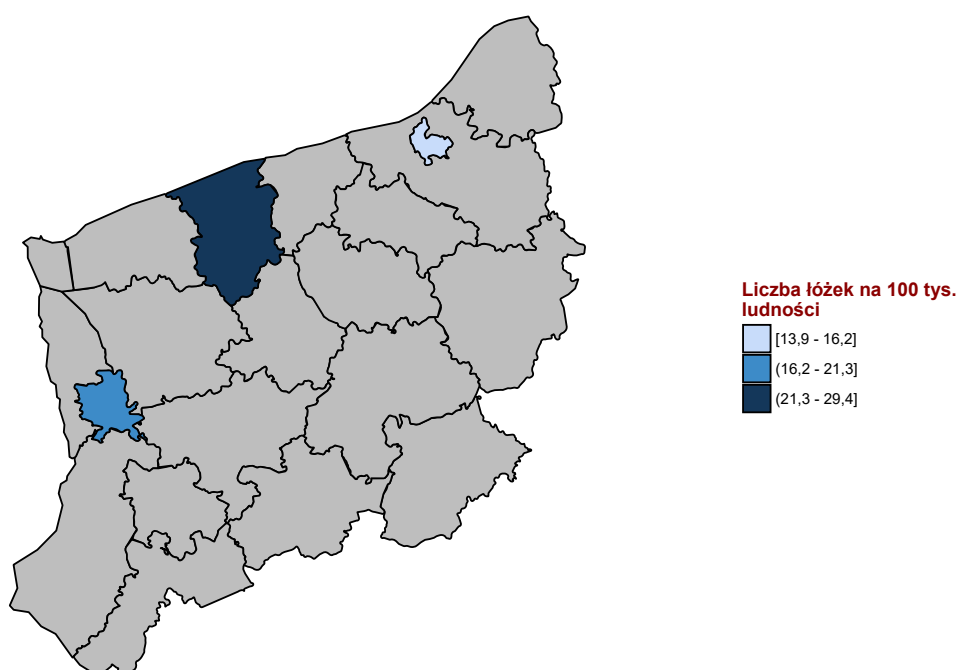 Liczba łóżek na 100 tys.
ludności
[13,9 - 16,2]
(16,2 - 21,3]
(21,3 - 29,4]